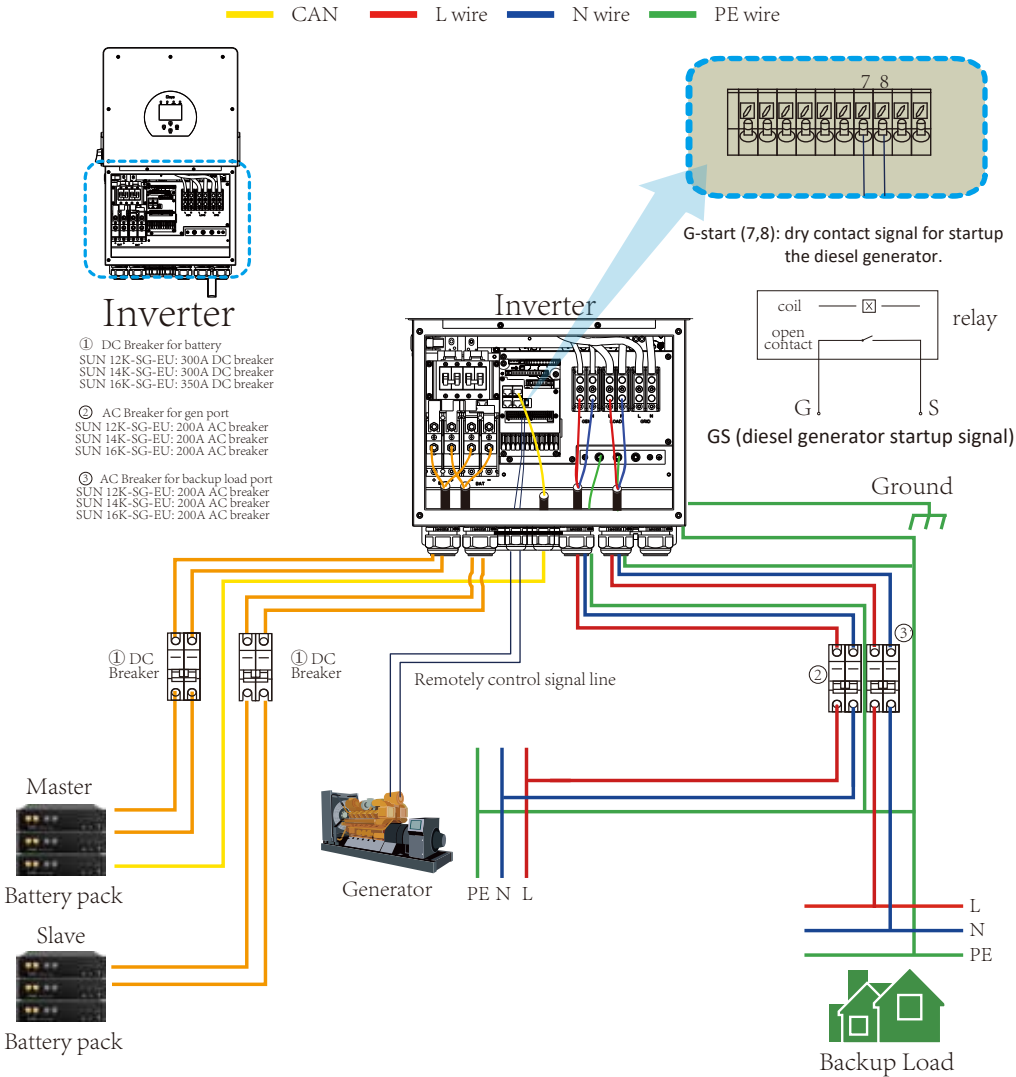 CAN L wire N wire PE wire
7 8
G-start (7,8): dry contact signal for startup
the diesel generator.
Inverter
① DC Breaker for battery
SUN 12K-SG-EU: 300A DC breaker
SUN 14K-SG-EU: 300A DC breaker
SUN 16K-SG-EU: 350A DC breaker
② AC Breaker for gen port
SUN 12K-SG-EU: 200A AC breaker
SUN 14K-SG-EU: 200A AC breaker
SUN 16K-SG-EU: 200A AC breaker
③ AC Breaker for backup load port
SUN 12K-SG-EU: 200A AC breaker
SUN 14K-SG-EU: 200A AC breaker
SUN 16K-SG-EU: 200A AC breaker
Inverter
coil
open
contact
relay
G S
GS (diesel generator startup signal)
LOAD
L N
GRID
BAT
Ground
① DC
Breaker
① DC
Breaker
Remotely control signal line
②
③
Master
Battery pack
Slave
Battery pack
Generator
PE N L
L
N
PE
Backup Load